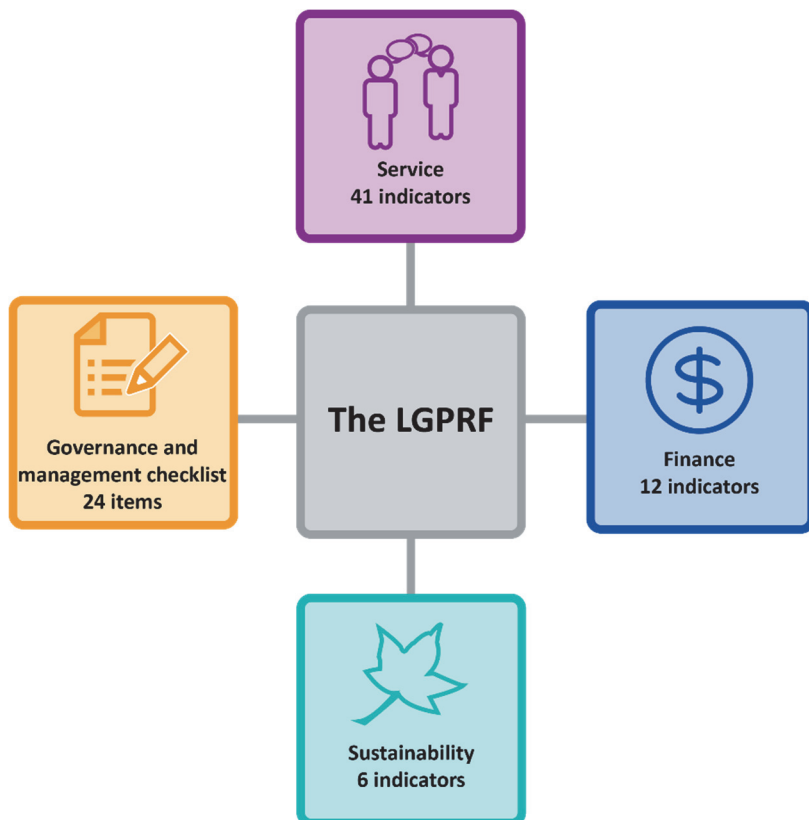 Service
41 indicators
The LGPRF
Governance and
management checklist
24 items
Finance
12 indicators
Sustainability
6 indicators